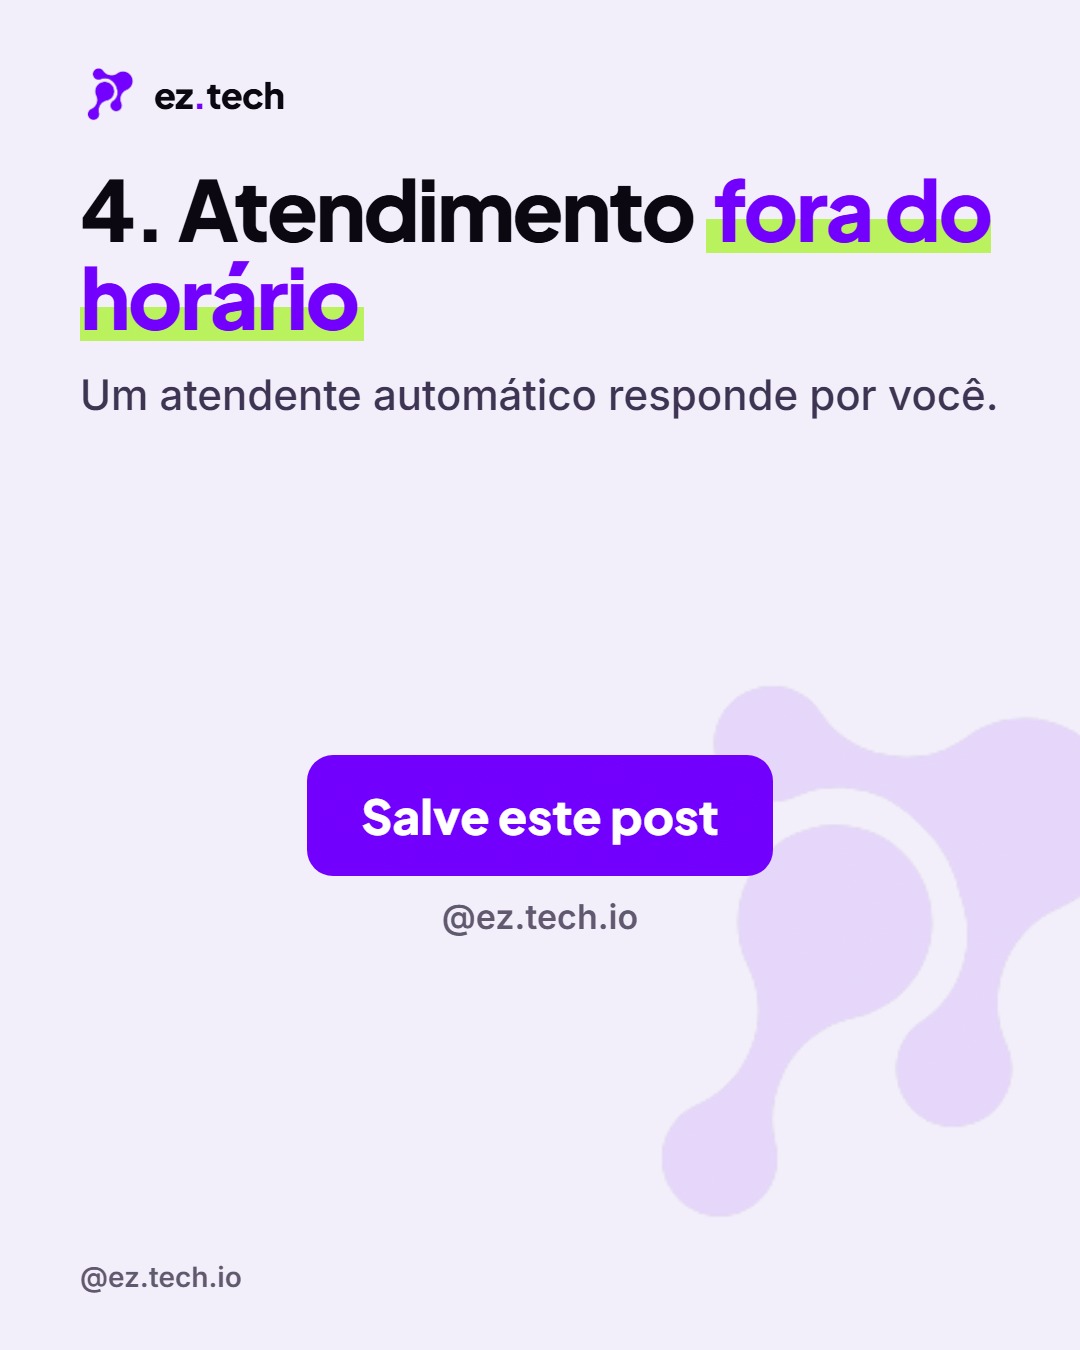 ez.tech
4. Atendimento fora do
horário
Um atendente automático responde por você.
Salve este post
@ez.tech.io
@ez.tech.io